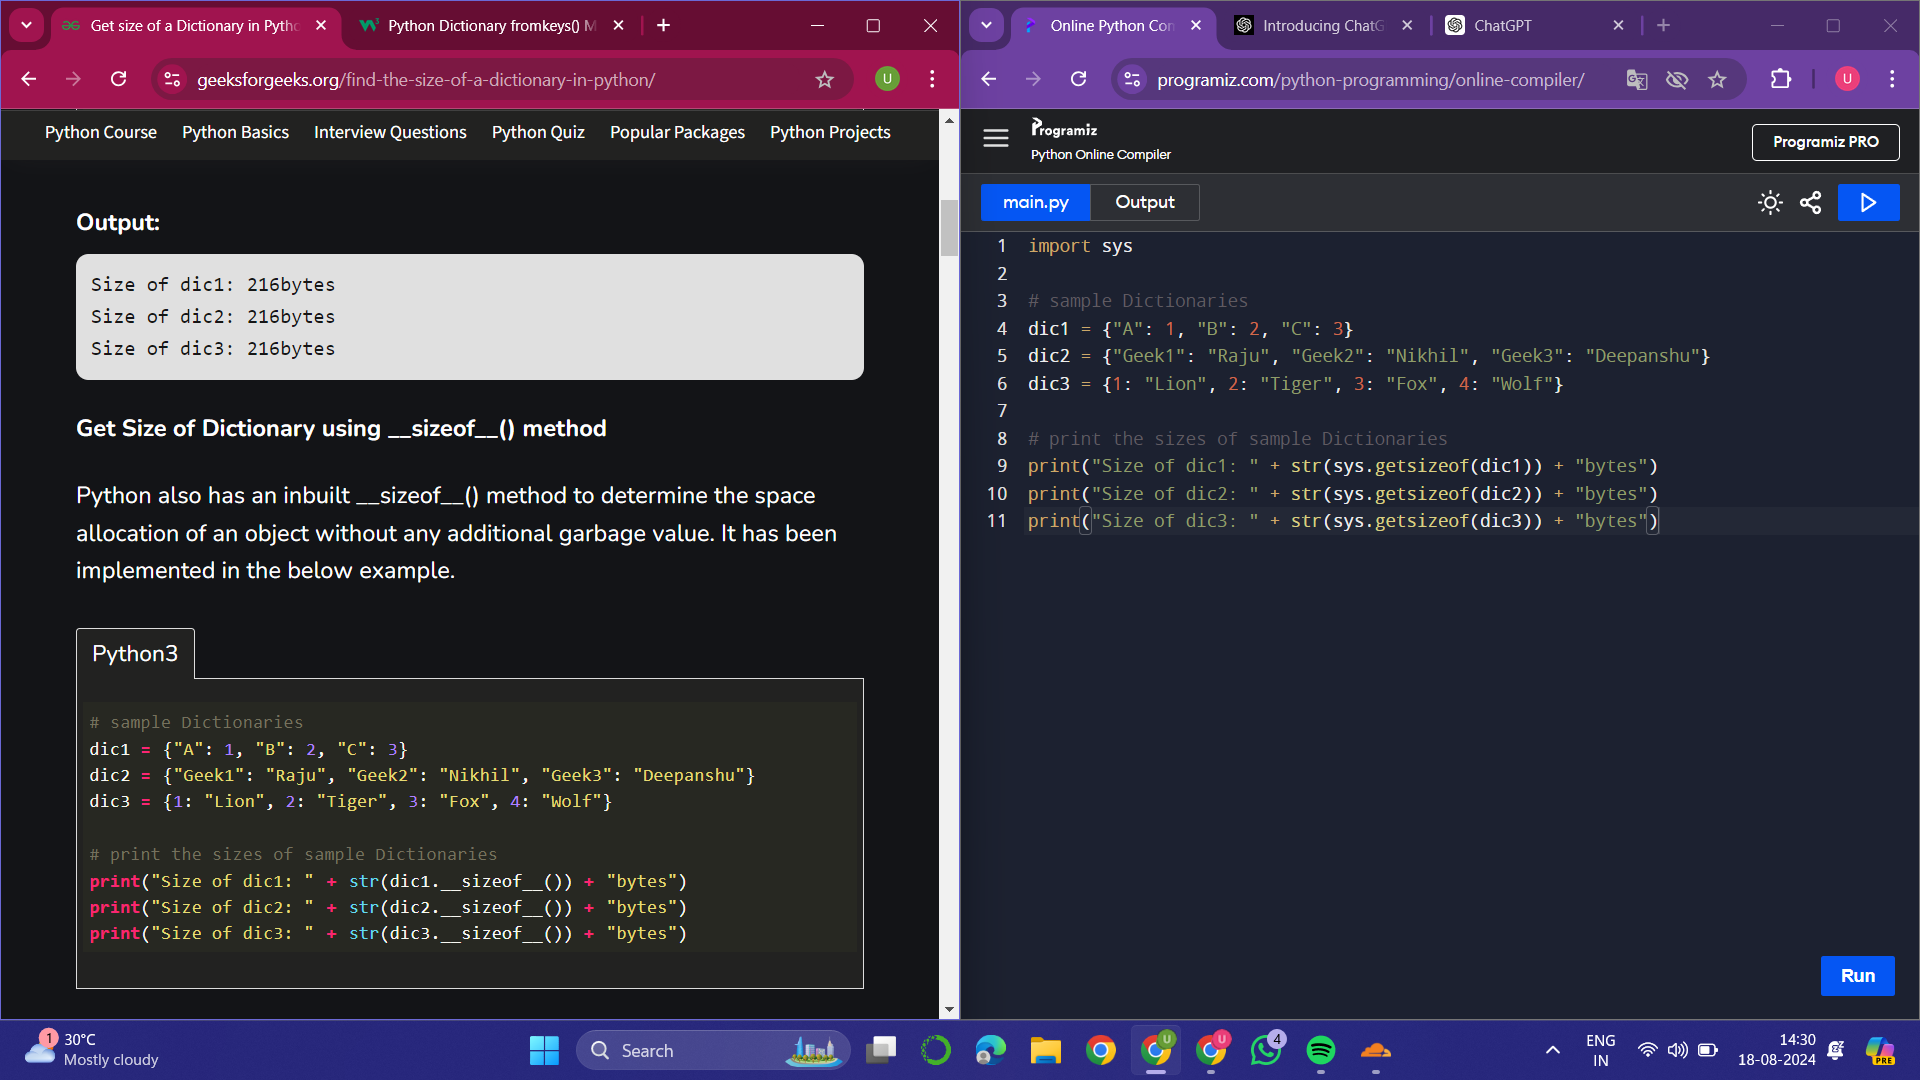 Get size of a Dictionary in Pytho
Python Dictionary fromkeys() M
geeksforgeeks.org/find-the-size-of-a-dictionary-in-python/
U
Python Course Python Basics Interview Questions Python Quiz Popular Packages Python Projects
Output:
Size of dic1: 216bytes
Size of dic2: 216bytes
Size of dic3: 216bytes
Get Size of Dictionary using __sizeof__() method
Python also has an inbuilt __sizeof__() method to determine the space
allocation of an object without any additional garbage value. It has been
implemented in the below example.
Python3
# sample Dictionaries
dic1 = {"A": 1, "B": 2, "C": 3}
dic2 = {"Geek1": "Raju", "Geek2": "Nikhil", "Geek3": "Deepanshu"}
dic3 = {1: "Lion", 2: "Tiger", 3: "Fox", 4: "Wolf"}
# print the sizes of sample Dictionaries
print("Size of dic1: " + str(dic1.__sizeof__()) + "bytes")
print("Size of dic2: " + str(dic2.__sizeof__()) + "bytes")
print("Size of dic3: " + str(dic3.__sizeof__()) + "bytes")
Online Python Con
Introducing ChatG
ChatGPT
programiz.com/python-programming/online-compiler/
U
Programiz
Python Online Compiler
Programiz PRO
main.py
Output
1 import sys
2
3 # sample Dictionaries
4 dic1 = {"A": 1, "B": 2, "C": 3}
5 dic2 = {"Geek1": "Raju", "Geek2": "Nikhil", "Geek3": "Deepanshu"}
6 dic3 = {1: "Lion", 2: "Tiger", 3: "Fox", 4: "Wolf"}
7
8 # print the sizes of sample Dictionaries
9 print("Size of dic1: " + str(sys.getsizeof(dic1)) + "bytes")
10 print("Size of dic2: " + str(sys.getsizeof(dic2)) + "bytes")
11 print("Size of dic3: " + str(sys.getsizeof(dic3)) + "bytes")
Run
1
30°C
Mostly cloudy
Search
U
U
4
ENG
IN
14:30
18-08-2024
PRE